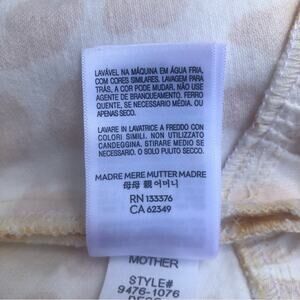 LAVÁVEL NA MÁQUINA EM ÁGUA FRIA,
COM CORES SIMILARES. LAVAGEM PARA
TRÁS, A COR PODE MUDAR. NÃO USE
AGENTE DE BRANQUEAMENTO. FERRO
QUENTE, SE NECESSARIO MÉDIA. OU
APENAS SECO.
LAVARE IN LAVATRICE A FREDDO CON
COLORI SIMILI. NON UTILIZZATO
CANDEGGINA. STIRARE MEDIO SE
NECESSARIO. O SOLO PULITO SECCO.
MADRE MERE MUTTER MADRE
母母 親 어머니
RN 133376
CA 62349
MOTHER
STYLE#
9476-1076
DESC